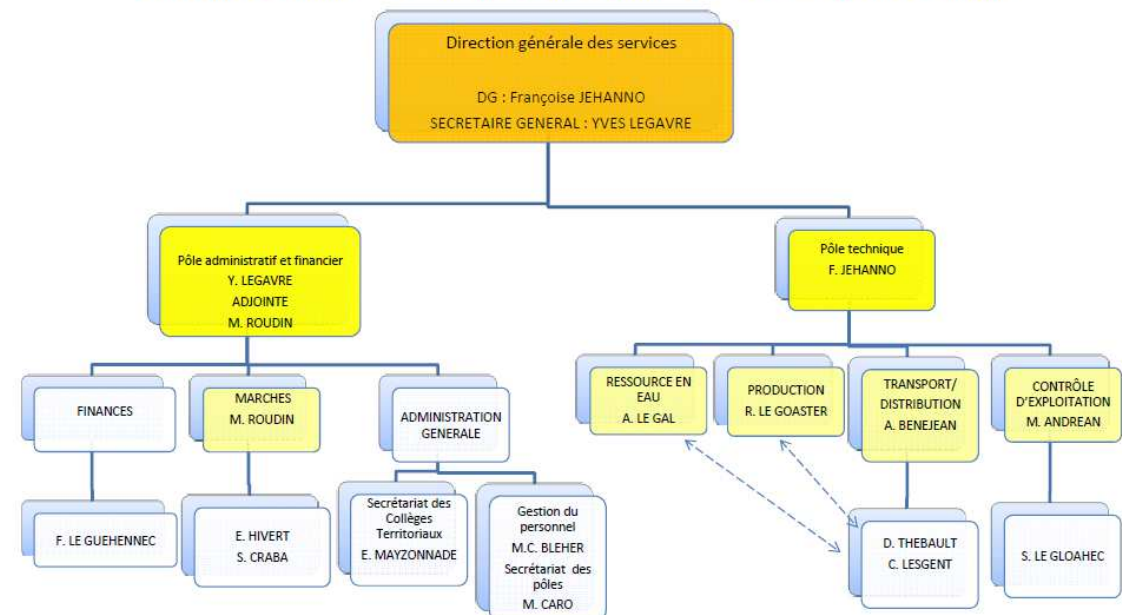 Direction générale des services
DG : Françoise JEHANNO
SECRETAIRE GENERAL : YVES LEGAVRE
Pôle administratif et financier
Y. LEGAVRE
ADJOINTE
M. ROUDIN
Pôle technique
F. JEHANNO
FINANCES
MARCHES
M. ROUDIN
ADMINISTRATION
GENERALE
RESSOURCE EN
EAU
A. LE GAL
PRODUCTION
R. LE GOASTER
TRANSPORT/
DISTRIBUTION
A. BENEJEAN
CONTRÔLE
D'EXPLOITATION
M. ANDREAN
F. LE GUEHENNEC
E. HIVERT
S. CRABA
Secrétariat des
Collèges
Territoriaux
E. MAYZONNADE
Gestion du
personnel
M.C. BLEHER
Secrétariat des
pôles
M. CARO
D. THEBAULT
C. LESGENT
S. LE GLOAHEC